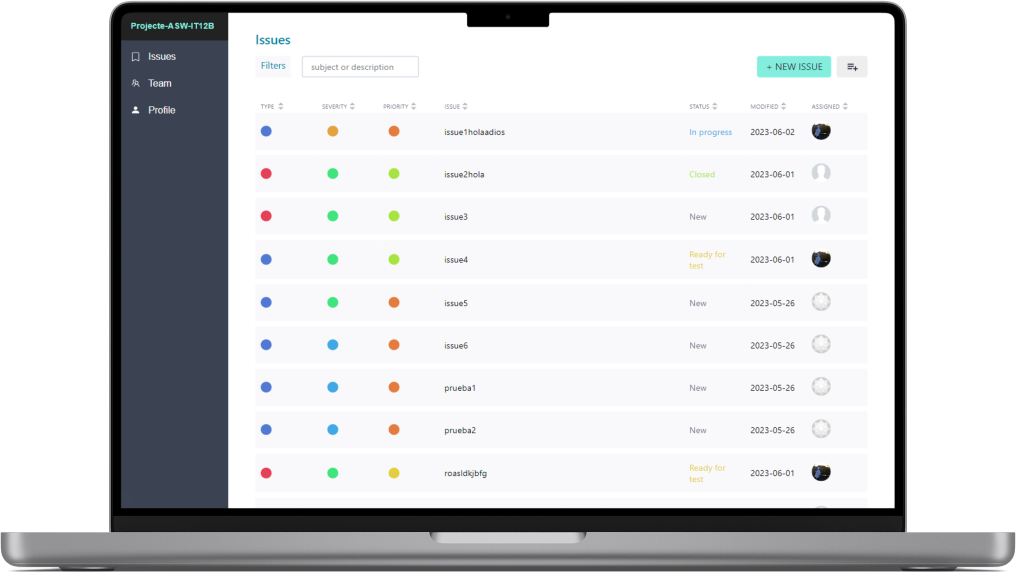 Projecte-ASW-IT12B
Issues
Team
Profile
Issues
Filters
subject or description
+ NEW ISSUE
TYPE SEVERITY PRIORITY ISSUE STATUS MODIFIED ASSIGNED
issue1holaadios In progress 2023-06-02
issue2hola Closed 2023-06-01
issue3 New 2023-06-01
issue4 Ready for test 2023-06-01
issue5 New 2023-05-26
issue6 New 2023-05-26
prueba1 New 2023-05-26
prueba2 New 2023-05-26
roasldkjbfg Ready for test 2023-06-01